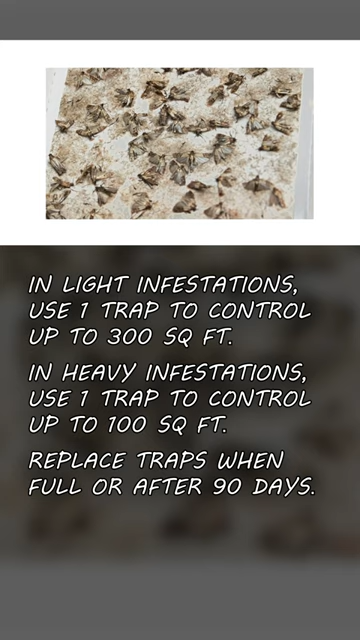 IN LIGHT INFESTATIONS,
USE 1 TRAP TO CONTROL
UP TO 300 SQ FT.
IN HEAVY INFESTATIONS,
USE 1 TRAP TO CONTROL
UP TO 100 SQ FT.
REPLACE TRAPS WHEN
FULL OR AFTER 90 DAYS.